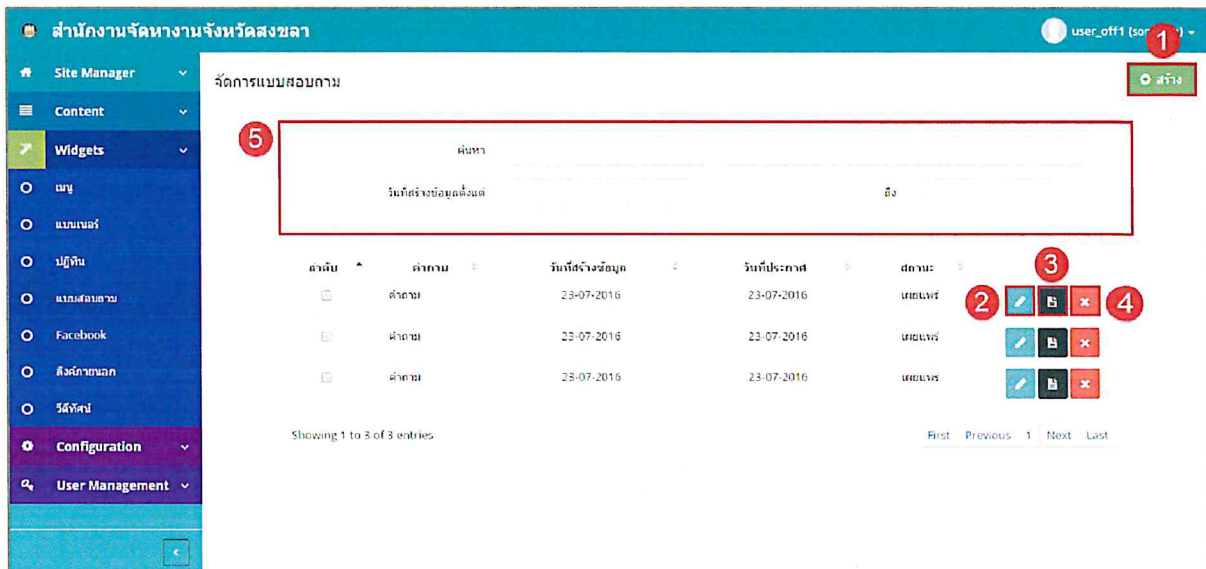 สำนักงานจัดหางานจังหวัดสงขลา
user_off1
1
Site Manager
จัดการแบบสอบถาม
สร้าง
Content
5
Widgets
ค้นหา
เมนู
วันที่สร้างข้อมูลตั้งแต่ ถึง
แบนเนอร์
ปฏิทิน
ลำดับ คำถาม วันที่สร้างข้อมูล วันที่ประกาศ สถานะ
3
แบบสอบถาม
คำถาม 23-07-2016 23-07-2016 เผยแพร่
2
4
Facebook
คำถาม 23-07-2016 23-07-2016 เผยแพร่
ลิงค์ภายนอก
คำถาม 23-07-2016 23-07-2016 เผยแพร่
วีดีทัศน์
Configuration
Showing 1 to 3 of 3 entries
First Previous 1 Next Last
User Management